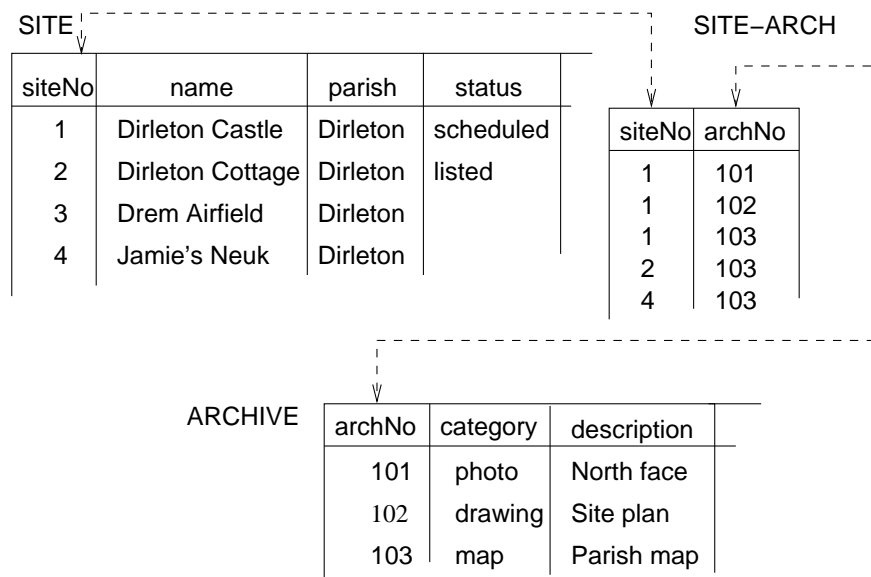 SITE
siteNo name parish status
1 Dirleton Castle Dirleton scheduled
2 Dirleton Cottage Dirleton listed
3 Drem Airfield Dirleton
4 Jamie’s Neuk Dirleton
SITE−ARCH
siteNo archNo
1 101
1 102
1 103
2 103
4 103
ARCHIVE
archNo category description
101 photo North face
102 drawing Site plan
103 map Parish map